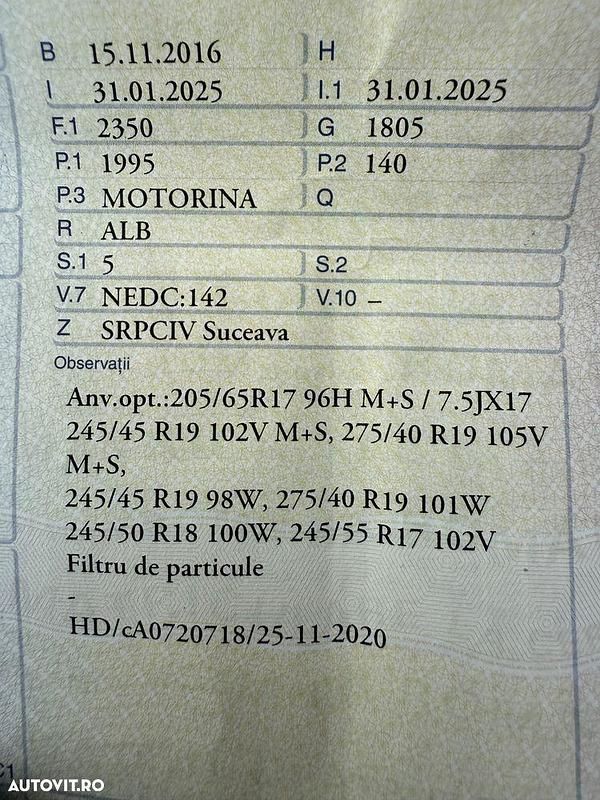 B 15.11.2016 H
I 31.01.2025 I.1 31.01.2025
F.1 2350 G 1805
P.1 1995 P.2 140
P.3 MOTORINA Q
R ALB
S.1 5 S.2
V.7 NEDC:142 V.10 –
Z SRPCIV Suceava
Observații
Anv.opt.:205/65R17 96H M+S / 7.5JX17
245/45 R19 102V M+S, 275/40 R19 105V
M+S,
245/45 R19 98W, 275/40 R19 101W
245/50 R18 100W, 245/55 R17 102V
Filtru de particule
-
HD/cA0720718/25-11-2020
AUTOVIT.RO